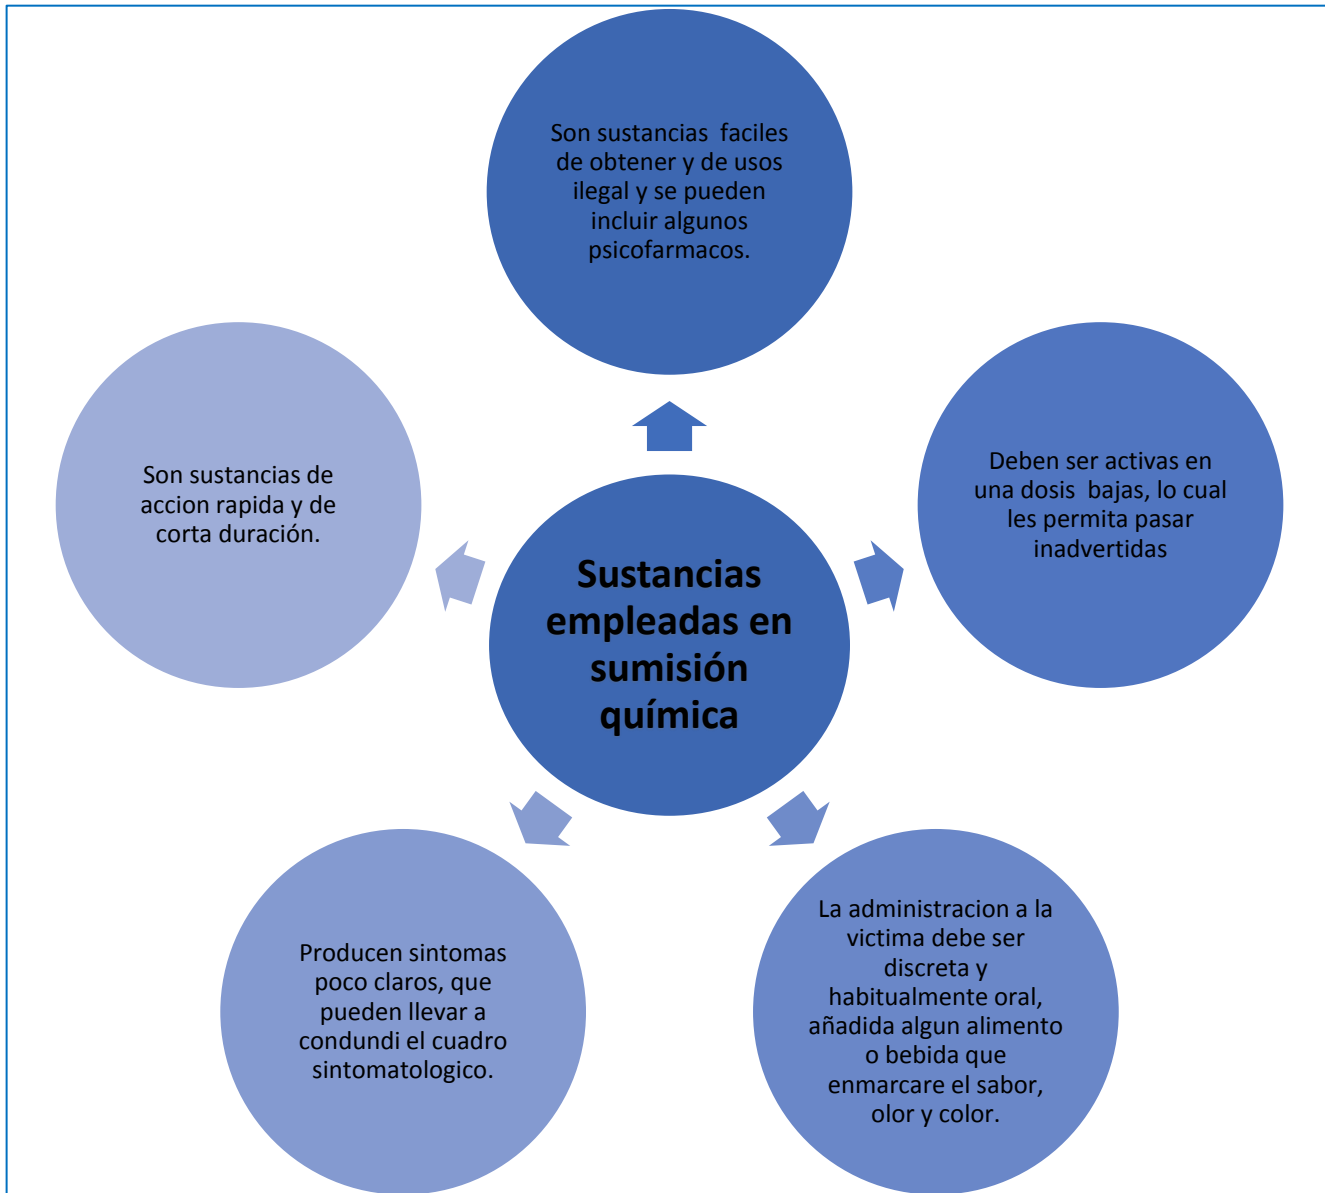 Son sustancias  faciles
de obtener y de usos
ilegal y se pueden
incluir algunos
psicofarmacos.
Deben ser activas en
una dosis  bajas, lo cual
les permita pasar
inadvertidas
La administracion a la
victima debe ser
discreta y
habitualmente oral,
añadida algun alimento
o bebida que
enmarcare el sabor,
olor y color.
Producen sintomas
poco claros, que
pueden llevar a
condundi el cuadro
sintomatologico.
Son sustancias de
accion rapida y de
corta duración.
Sustancias
empleadas en
sumisión
química